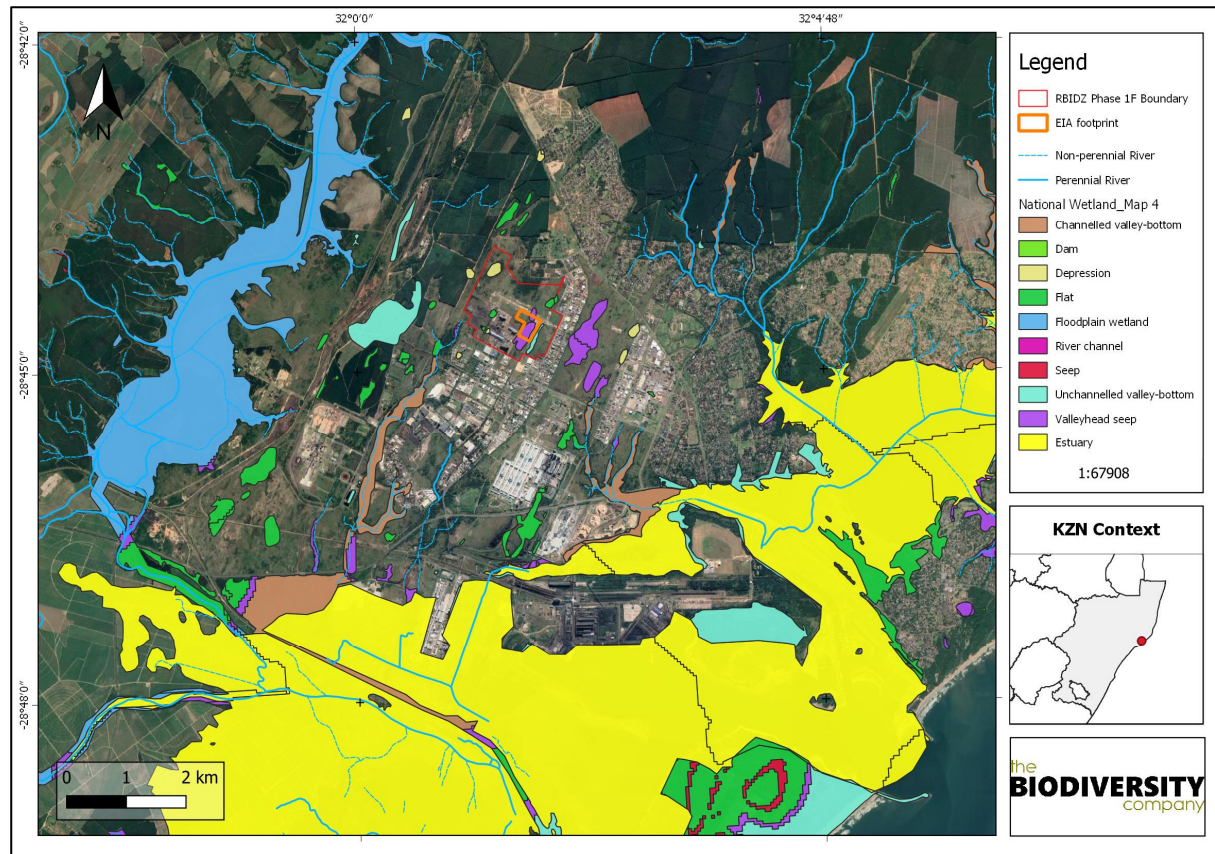 32°0′0″
32°4′48″
-28°42′0″
-28°45′0″
-28°48′0″
N
0 1 2 km
Legend
RBIDZ Phase 1F Boundary
EIA footprint
Non-perennial River
Perennial River
National Wetland_Map 4
Channelled valley-bottom
Dam
Depression
Flat
Floodplain wetland
River channel
Seep
Unchannelled valley-bottom
Valleyhead seep
Estuary
1:67908
KZN Context
the
BIODIVERSITY
company